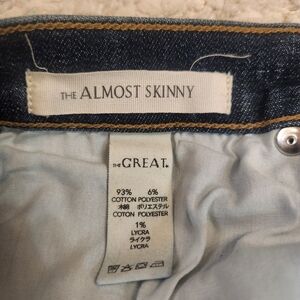 THE ALMOST SKINNY
THE GREAT.
93% 6%
COTTON POLYESTER
木綿 ポリエステル
COTON POLYESTER
1%
LYCRA
ライクラ
LYCRA